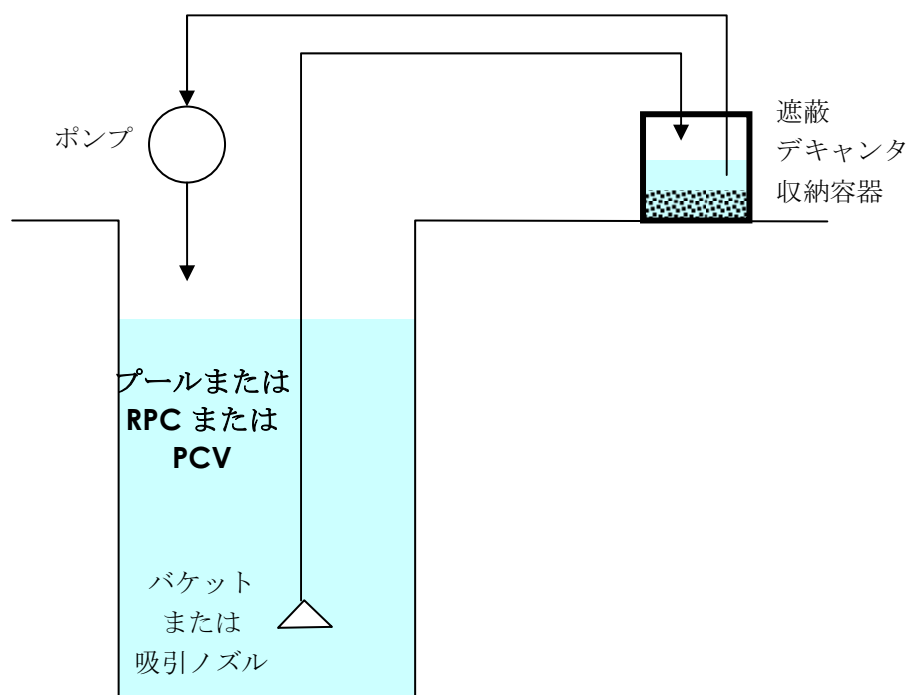 ポンプ
遮蔽
デキャンタ
収納容器
プールまたは
RPC または
PCV
バケット
または
吸引ノズル